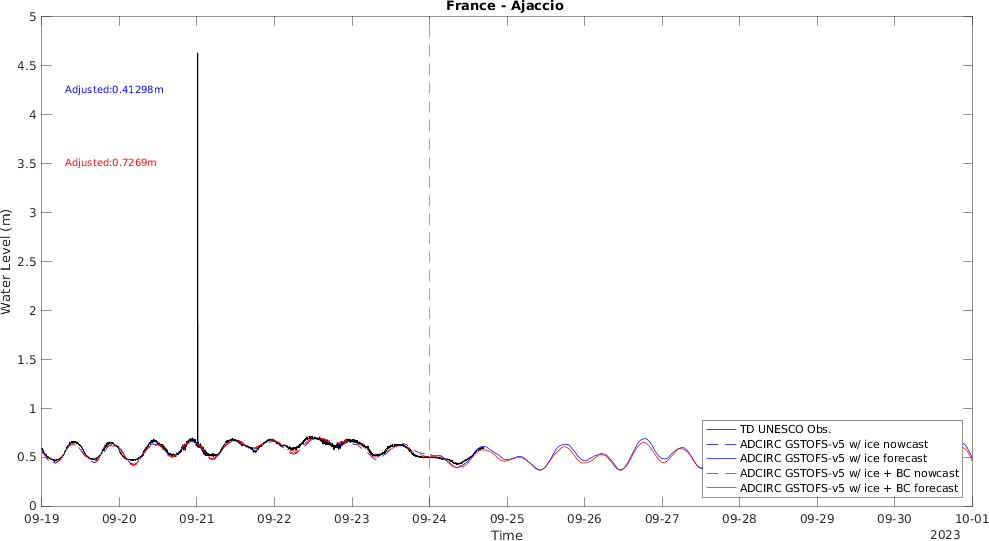 France - Ajaccio
5
4.5
4
3.5
3
2.5
2
1.5
1
0.5
0
Water Level (m)
Adjusted:0.41298m
Adjusted:0.7269m
TD UNESCO Obs.
ADCIRC GSTOFS-v5 w/ ice nowcast
ADCIRC GSTOFS-v5 w/ ice forecast
ADCIRC GSTOFS-v5 w/ ice + BC nowcast
ADCIRC GSTOFS-v5 w/ ice + BC forecast
09-19 09-20 09-21 09-22 09-23 09-24 09-25 09-26 09-27 09-28 09-29 09-30 10-01
Time
2023